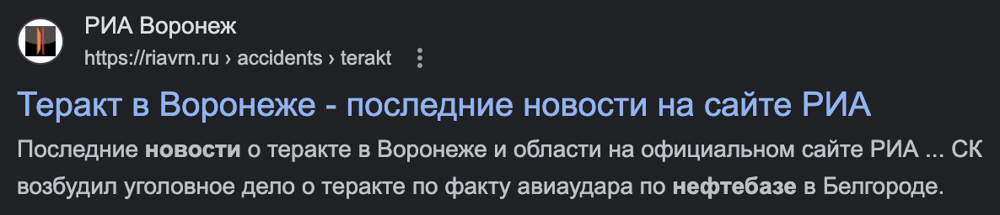 РИА Воронеж
https://riavrn.ru › accidents › terakt
Теракт в Воронеже - последние новости на сайте РИА
Последние новости о теракте в Воронеже и области на официальном сайте РИА ... СК
возбудил уголовное дело о теракте по факту авиаудара по нефтебазе в Белгороде.